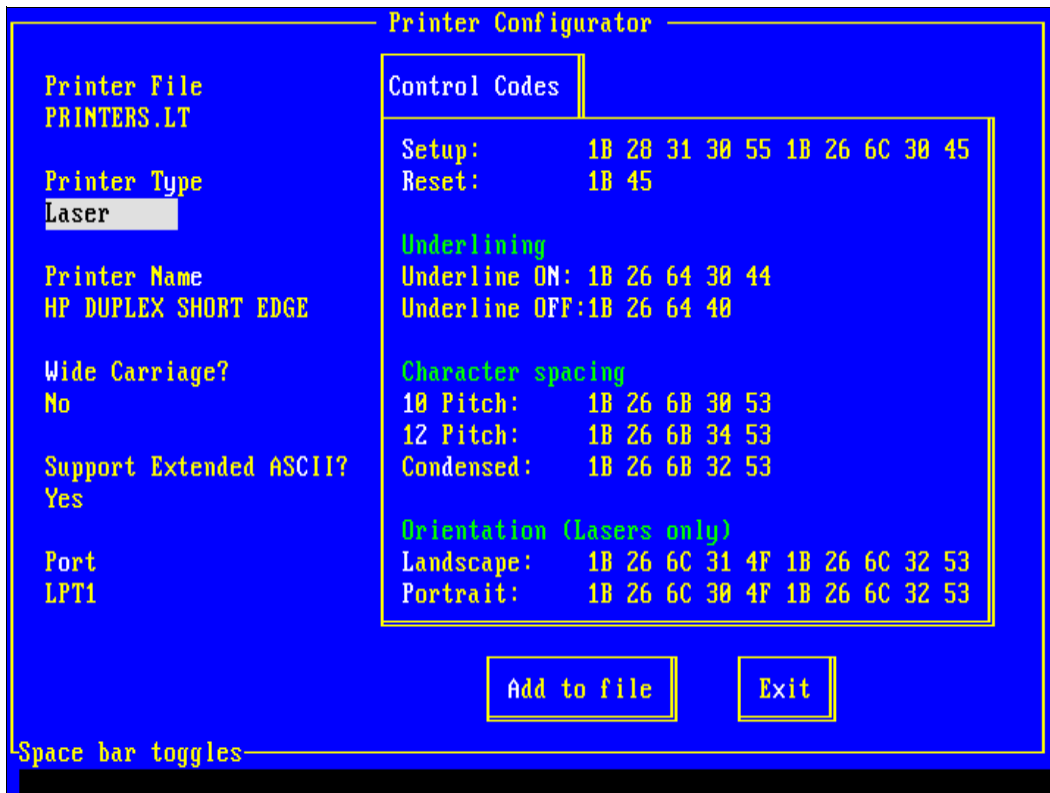 Printer Configurator
Printer File
PRINTERS.LT
Printer Type
Laser
Printer Name
HP DUPLEX SHORT EDGE
Wide Carriage?
No
Support Extended ASCII?
Yes
Port
LPT1
Control Codes
Setup: 1B 28 31 30 55 1B 26 6C 30 45
Reset: 1B 45
Underlining
Underline ON: 1B 26 64 30 44
Underline OFF:1B 26 64 40
Character spacing
10 Pitch: 1B 26 6B 30 53
12 Pitch: 1B 26 6B 34 53
Condensed: 1B 26 6B 32 53
Orientation (Lasers only)
Landscape: 1B 26 6C 31 4F 1B 26 6C 32 53
Portrait: 1B 26 6C 30 4F 1B 26 6C 32 53
Add to file
Exit
Space bar toggles